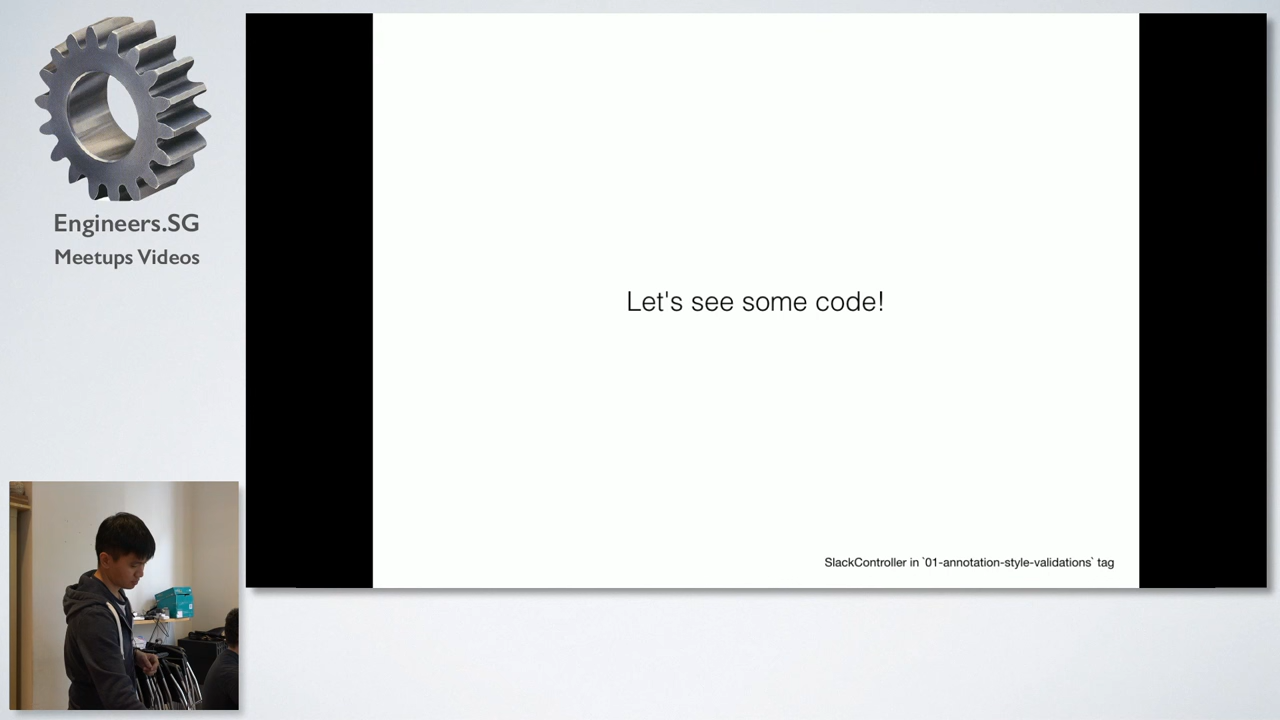 Engineers.SG
Meetups Videos
Let's see some code!
SlackController in `01-annotation-style-validations` tag